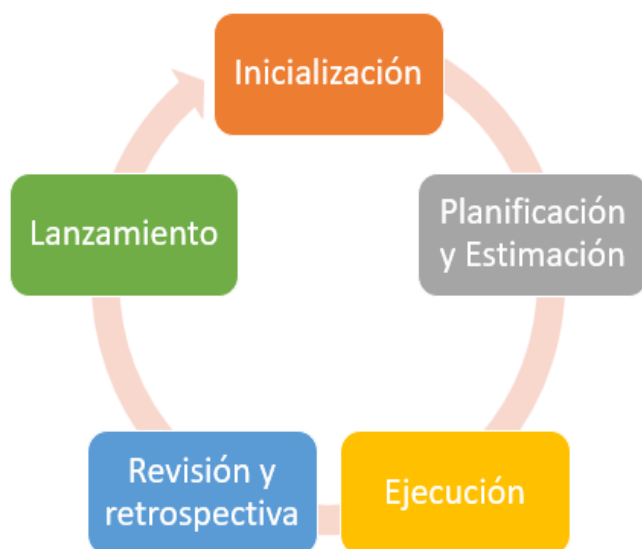 Inicialización
Planificación
y Estimación
Ejecución
Revisión y
retrospectiva
Lanzamiento